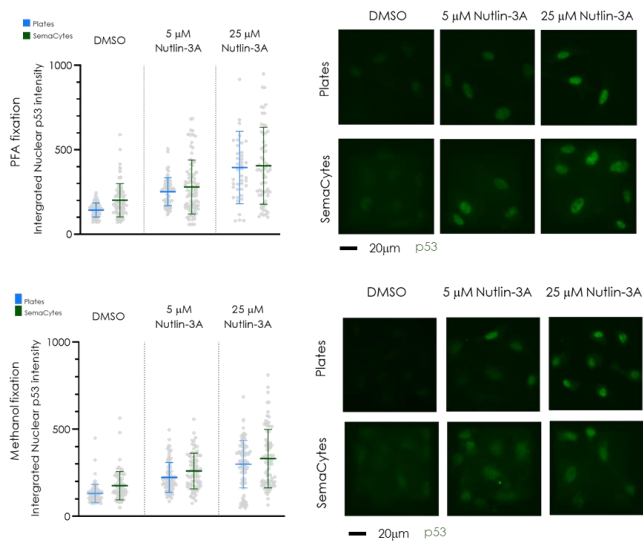 Plates
SemaCytes
DMSO
5 μM
Nutlin-3A
25 μM
Nutlin-3A
PFA fixation
Intergrated Nuclear p53 intensity
1000
500
0
DMSO
5 μM Nutlin-3A
25 μM Nutlin-3A
Plates
SemaCytes
20μm
p53
Plates
SemaCytes
DMSO
5 μM
Nutlin-3A
25 μM
Nutlin-3A
Methanol fixation
Intergrated Nuclear p53 Intensity
1000
500
0
DMSO
5 μM Nutlin-3A
25 μM Nutlin-3A
Plates
SemaCytes
20μm
p53